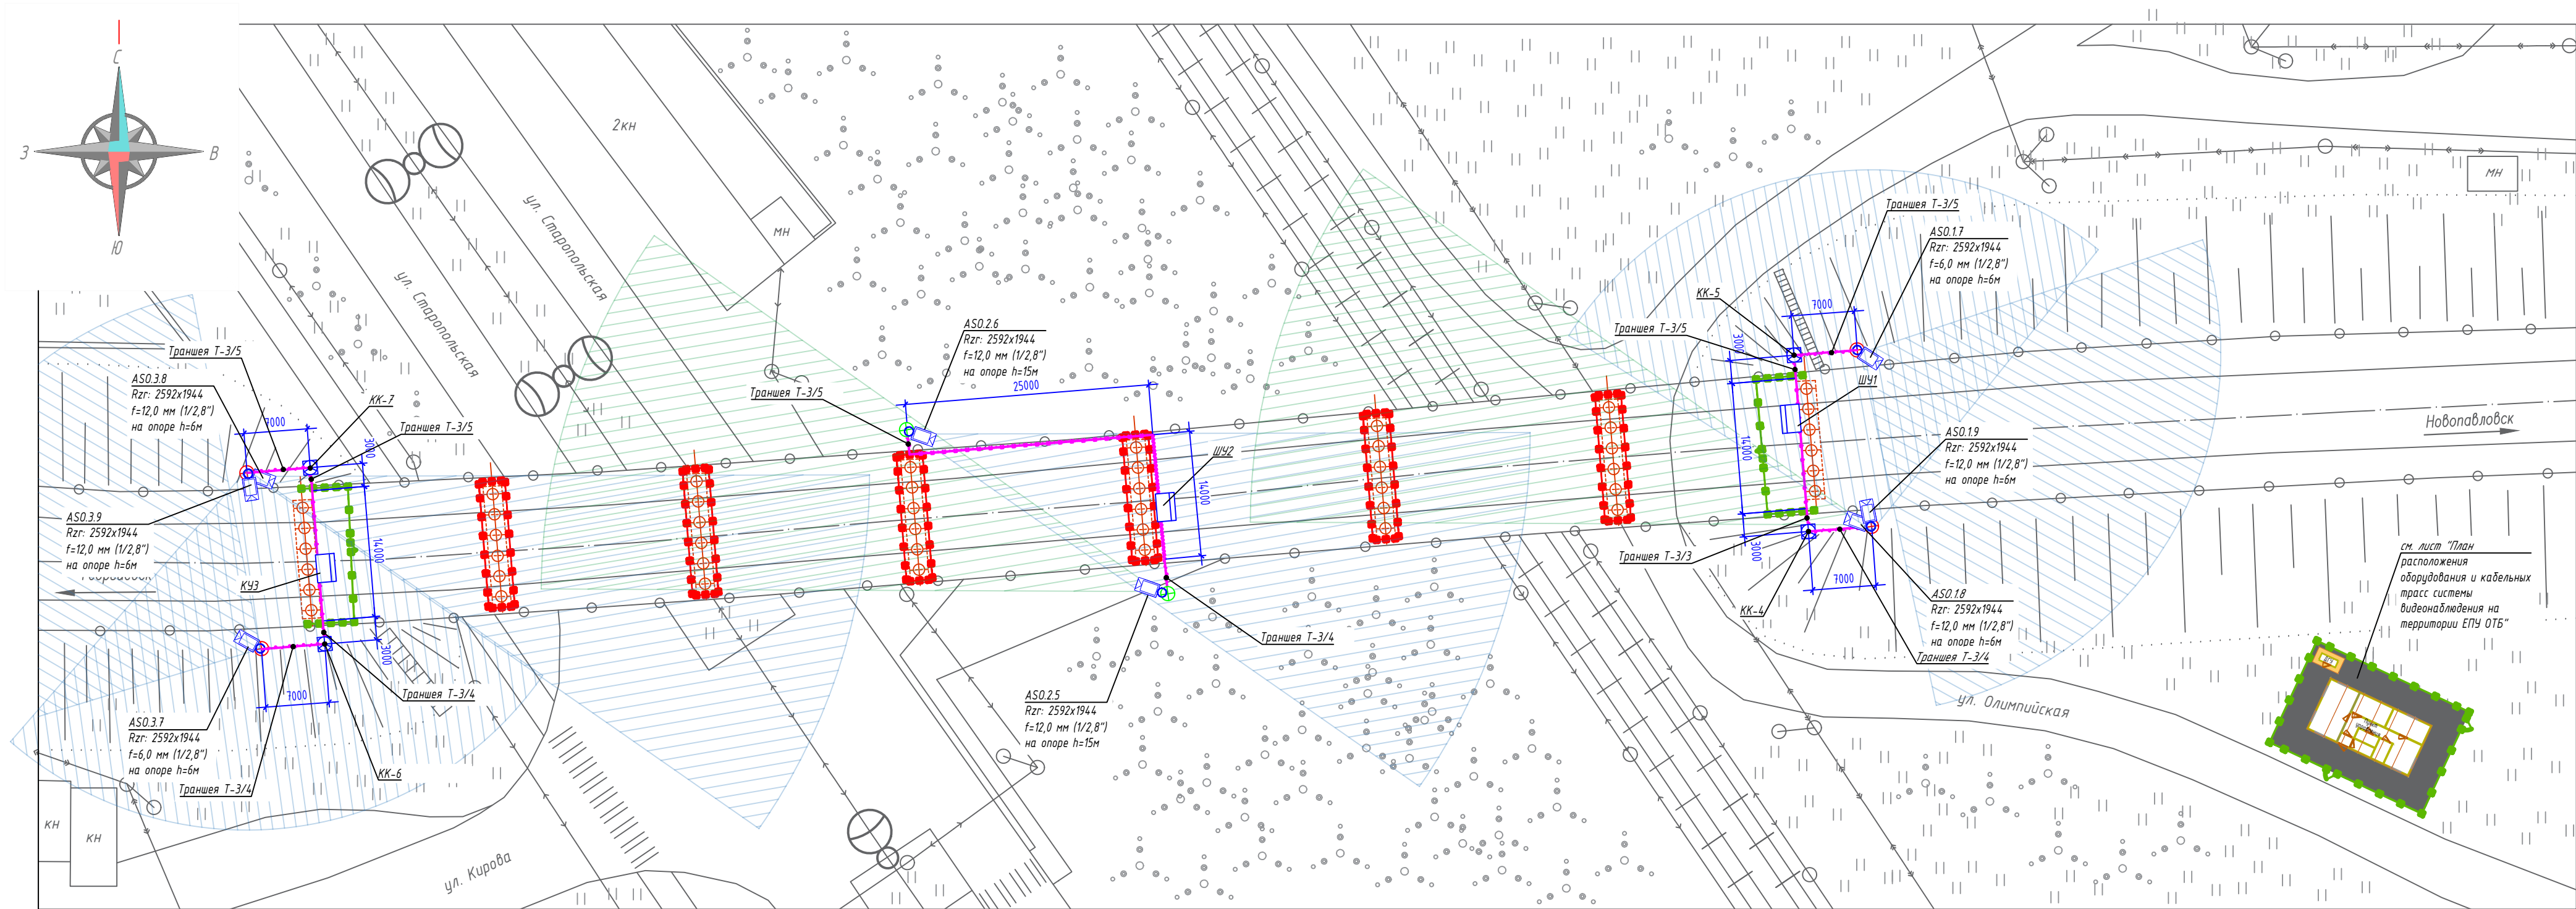 С
З
В
Ю
2кн
мн
ул. Старопольская
ул. Старопольская
мн
Траншея Т-3/5
AS0.3.8
Rzr: 2592x1944
f=12,0 мм (1/2,8")
на опоре h=6м
7000
КК-7
Траншея Т-3/5
3000
AS0.3.9
Rzr: 2592x1944
f=12,0 мм (1/2,8")
на опоре h=6м
14000
КУ3
3000
7000
Траншея Т-3/4
AS0.3.7
Rzr: 2592x1944
f=6,0 мм (1/2,8")
на опоре h=6м
Траншея Т-3/4
КК-6
кн
кн
ул. Кирова
AS0.2.6
Rzr: 2592x1944
f=12,0 мм (1/2,8")
на опоре h=15м
Траншея Т-3/5
25000
ШУ2
14000
Траншея Т-3/4
AS0.2.5
Rzr: 2592x1944
f=12,0 мм (1/2,8")
на опоре h=15м
Траншея Т-3/5
AS0.1.7
Rzr: 2592x1944
f=6,0 мм (1/2,8")
на опоре h=6м
КК-5
7000
Траншея Т-3/5
3000
ШУ1
14000
Новопавловск
AS0.1.9
Rzr: 2592x1944
f=12,0 мм (1/2,8")
на опоре h=6м
Траншея Т-3/3
3000
7000
КК-4
AS0.1.8
Rzr: 2592x1944
f=12,0 мм (1/2,8")
на опоре h=6м
Траншея Т-3/4
ул. Олимпийская
см. лист "План
расположения
оборудования и кабельных
трасс системы
видеонаблюдения на
территории ЕПУ ОТБ"